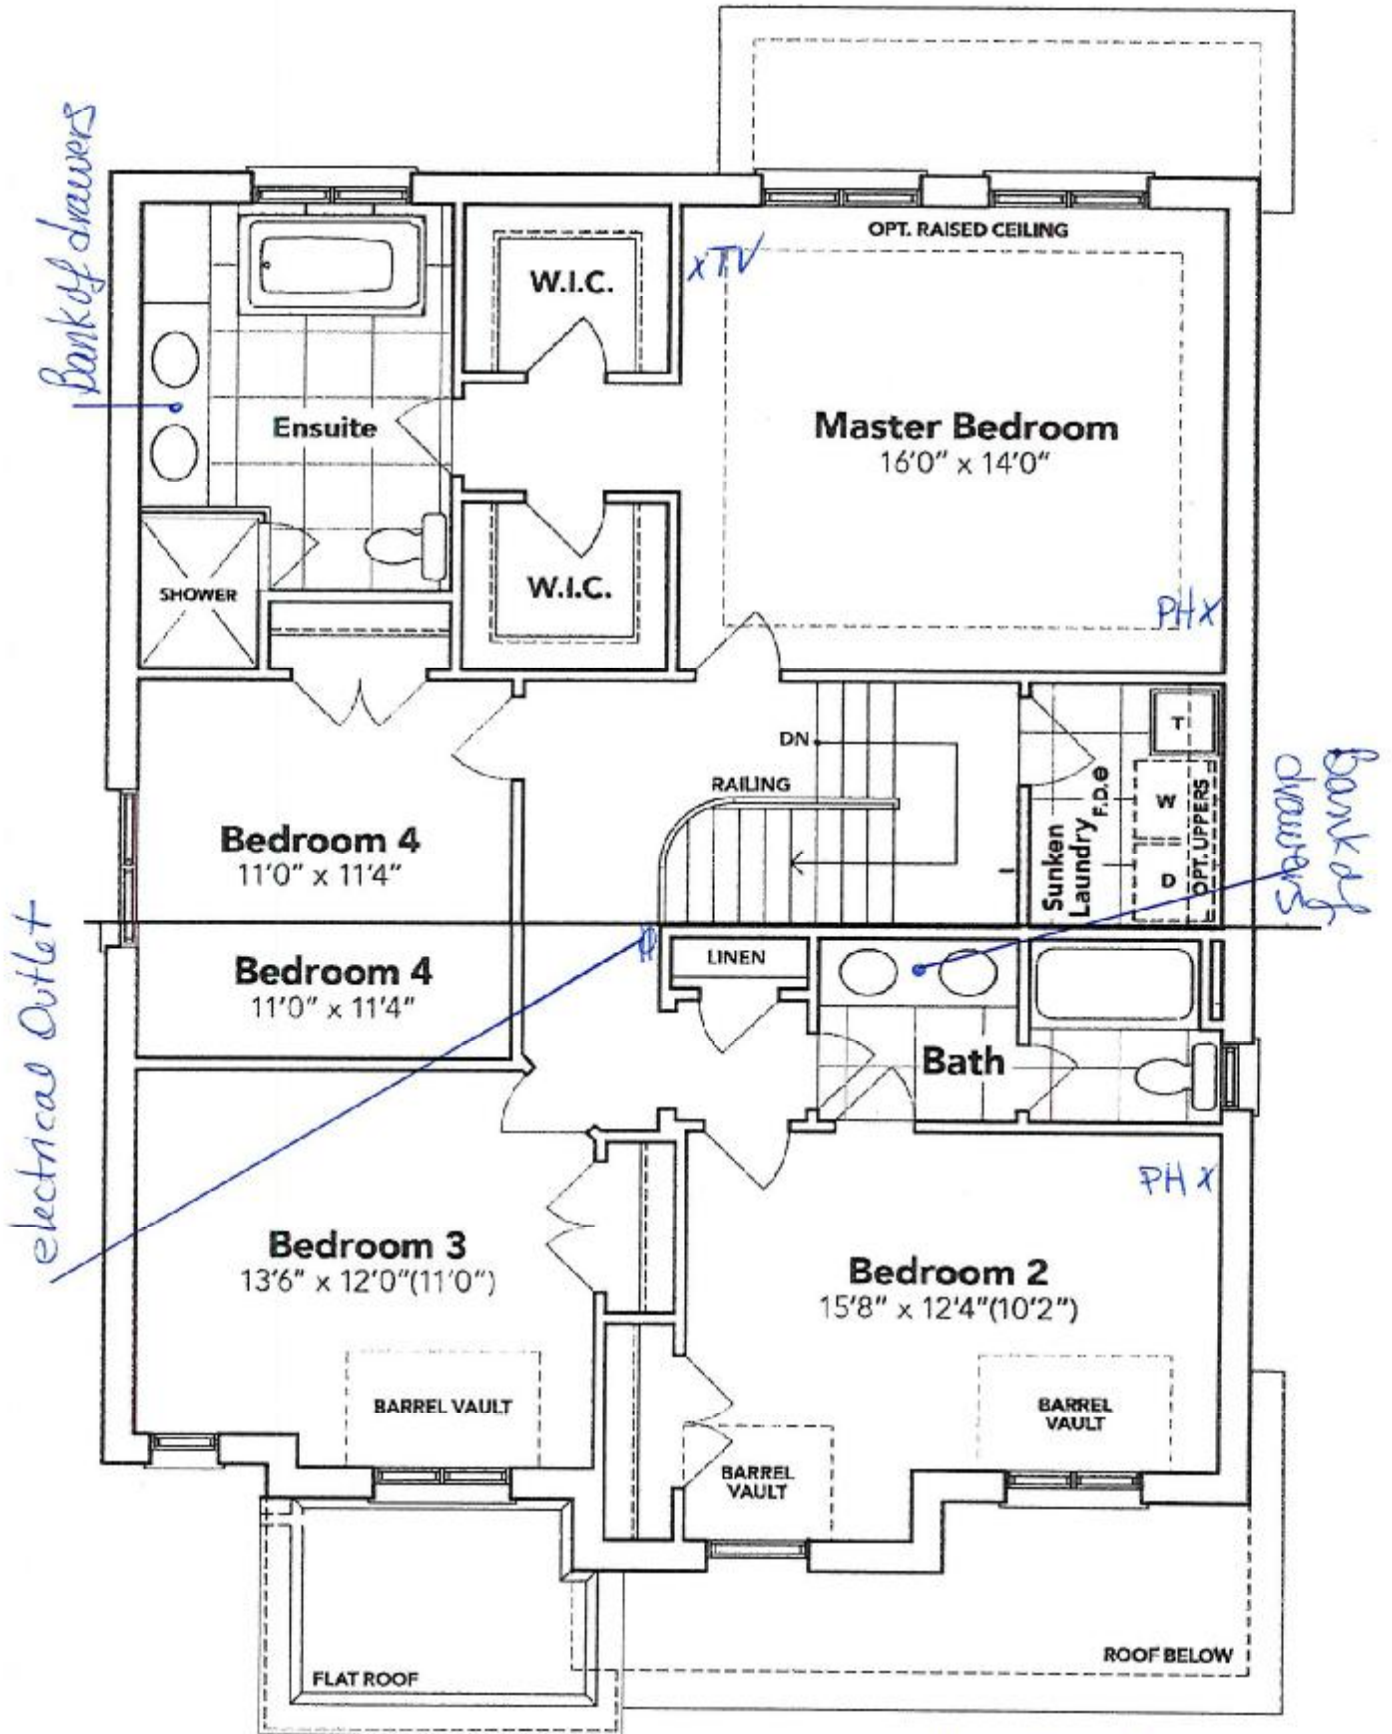 Bank of drawers
OPT. RAISED CEILING
W.I.C.
x TV
Ensuite
Master Bedroom
16'0" x 14'0"
W.I.C.
SHOWER
PH x
DN
T
RAILING
W
F.D.
Sunken
Laundry
OPT. UPPERS
D
Bank of
drawers
Bedroom 4
11'0" x 11'4"
electrical Outlet
LINEN
Bedroom 4
11'0" x 11'4"
Bath
PH x
Bedroom 3
13'6" x 12'0"(11'0")
Bedroom 2
15'8" x 12'4"(10'2")
BARREL VAULT
BARREL
VAULT
BARREL
VAULT
ROOF BELOW
FLAT ROOF